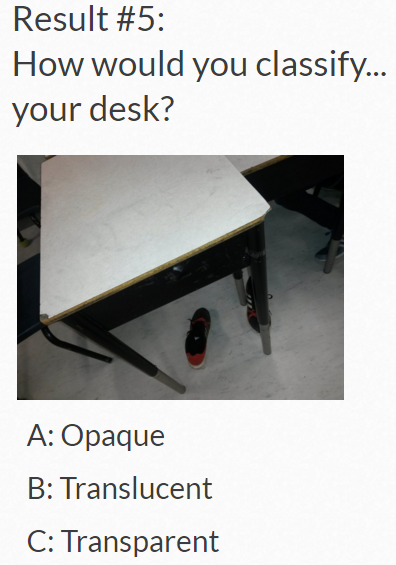 Result #5:
How would you classify...
your desk?
A: Opaque
B: Translucent
C: Transparent